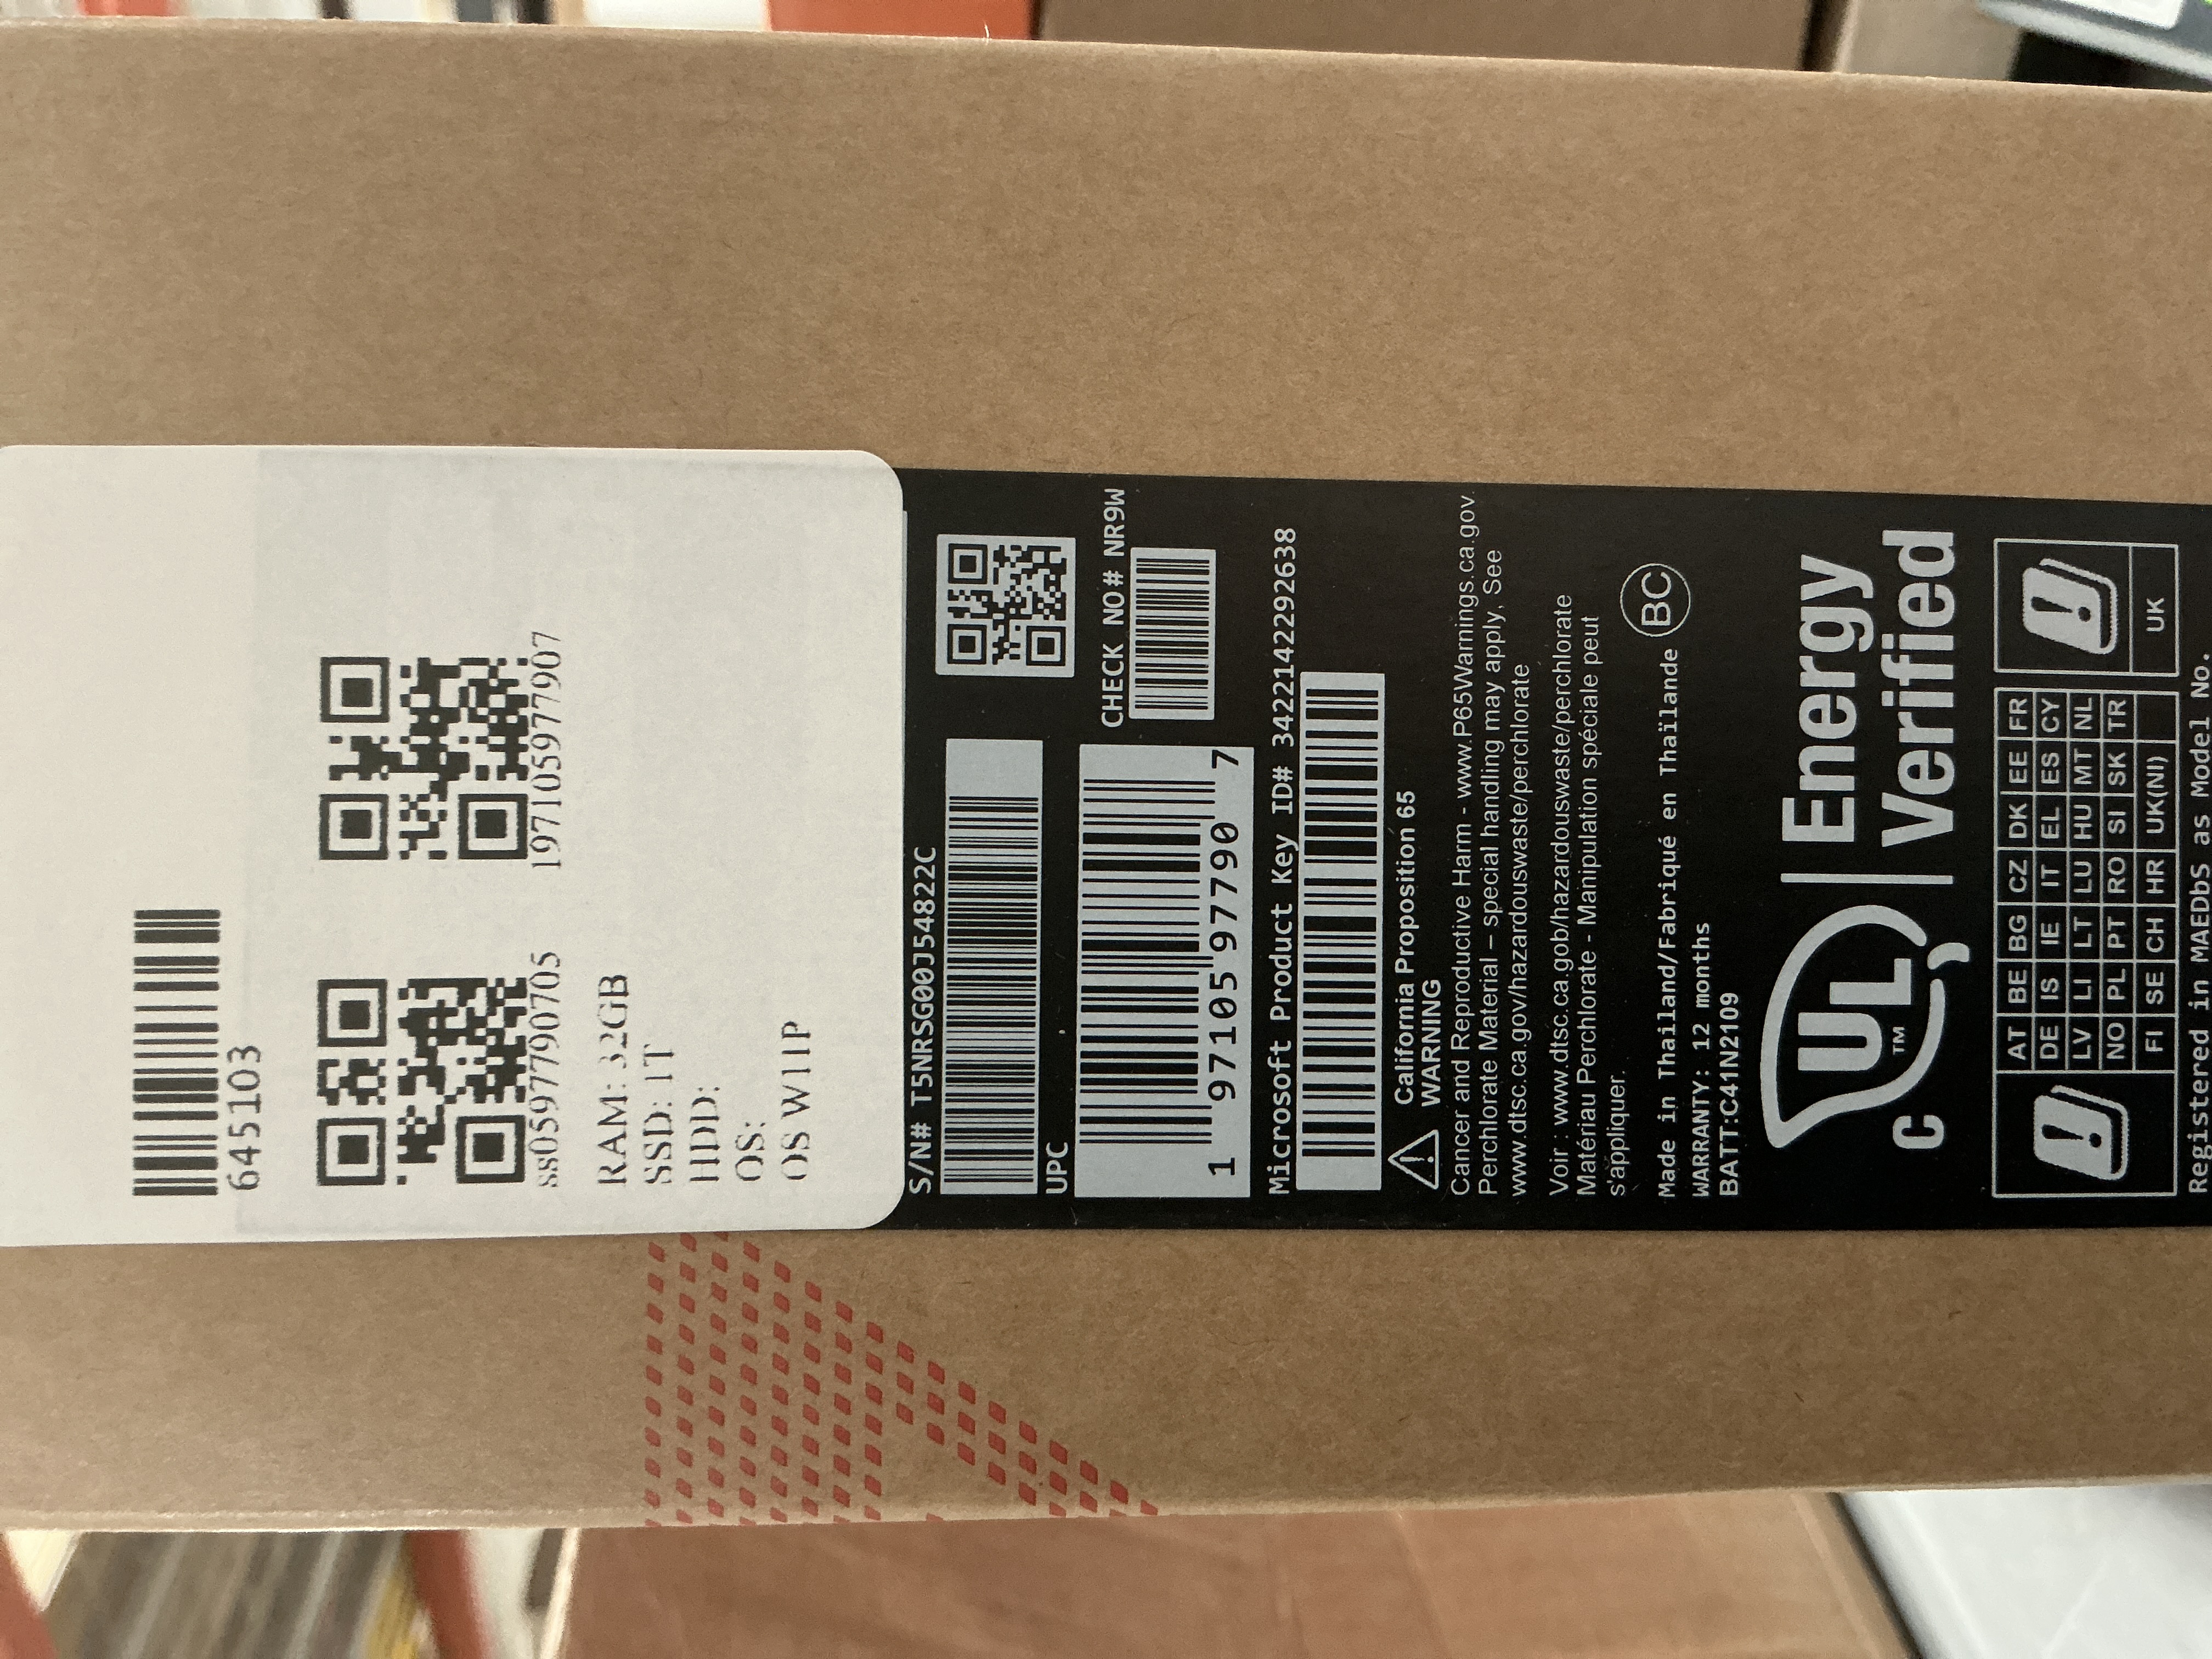 6451103
ss05977790705
197105977907
RAM: 32GB
SSD: 1T
HDD:
OS:
OS W11P
S/N# T5NRSG00J54822C
UPC
1 97105 97790 7
CHECK NO# NR9W
Microsoft Product Key ID# 3422142292638
California Proposition 65
WARNING
Cancer and Reproductive Harm - www.P65Warnings.ca.gov.
Perchlorate Material – special handling may apply, See
www.dtsc.ca.gov/hazardouswaste/perchlorate
Voir : www.dtsc.ca.gob/hazardouswaste/perchlorate
Matériau Perchlorate - Manipulation spéciale peut
s'appliquer.
Made in Thailand/Fabriqué en Thaïlande
BC
WARRANTY: 12 months
BATT:C41N2109
C UL TM
Energy
Verified
AT BE BG CZ DK EE FR
DE IS IE IT EL ES CY
LV LI LT LU HU MT NL
NO PL PT RO SI SK TR
FI SE CH HR UK(NI)
UK
Registered in MAEDbS as Model No.